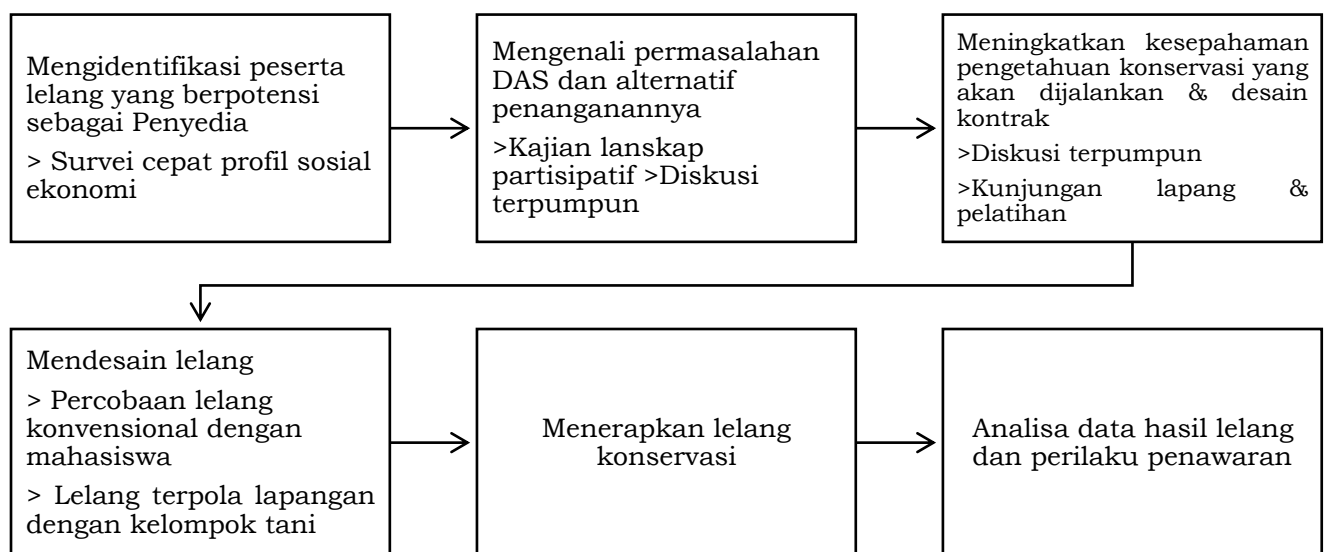 Mengidentifikasi peserta
lelang yang berpotensi
sebagai Penyedia
> Survei cepat profil sosial
ekonomi
Mengenali permasalahan
DAS dan alternatif
penanganannya
>Kajian lanskap
partisipatif >Diskusi
terpumpun
Meningkatkan kesepahaman
pengetahuan konservasi yang
akan dijalankan & desain
kontrak
>Diskusi terpumpun
>Kunjungan lapang &
pelatihan
Mendesain lelang
> Percobaan lelang
konvensional dengan
mahasiswa
> Lelang terpola lapangan
dengan kelompok tani
Menerapkan lelang
konservasi
Analisa data hasil lelang
dan perilaku penawaran